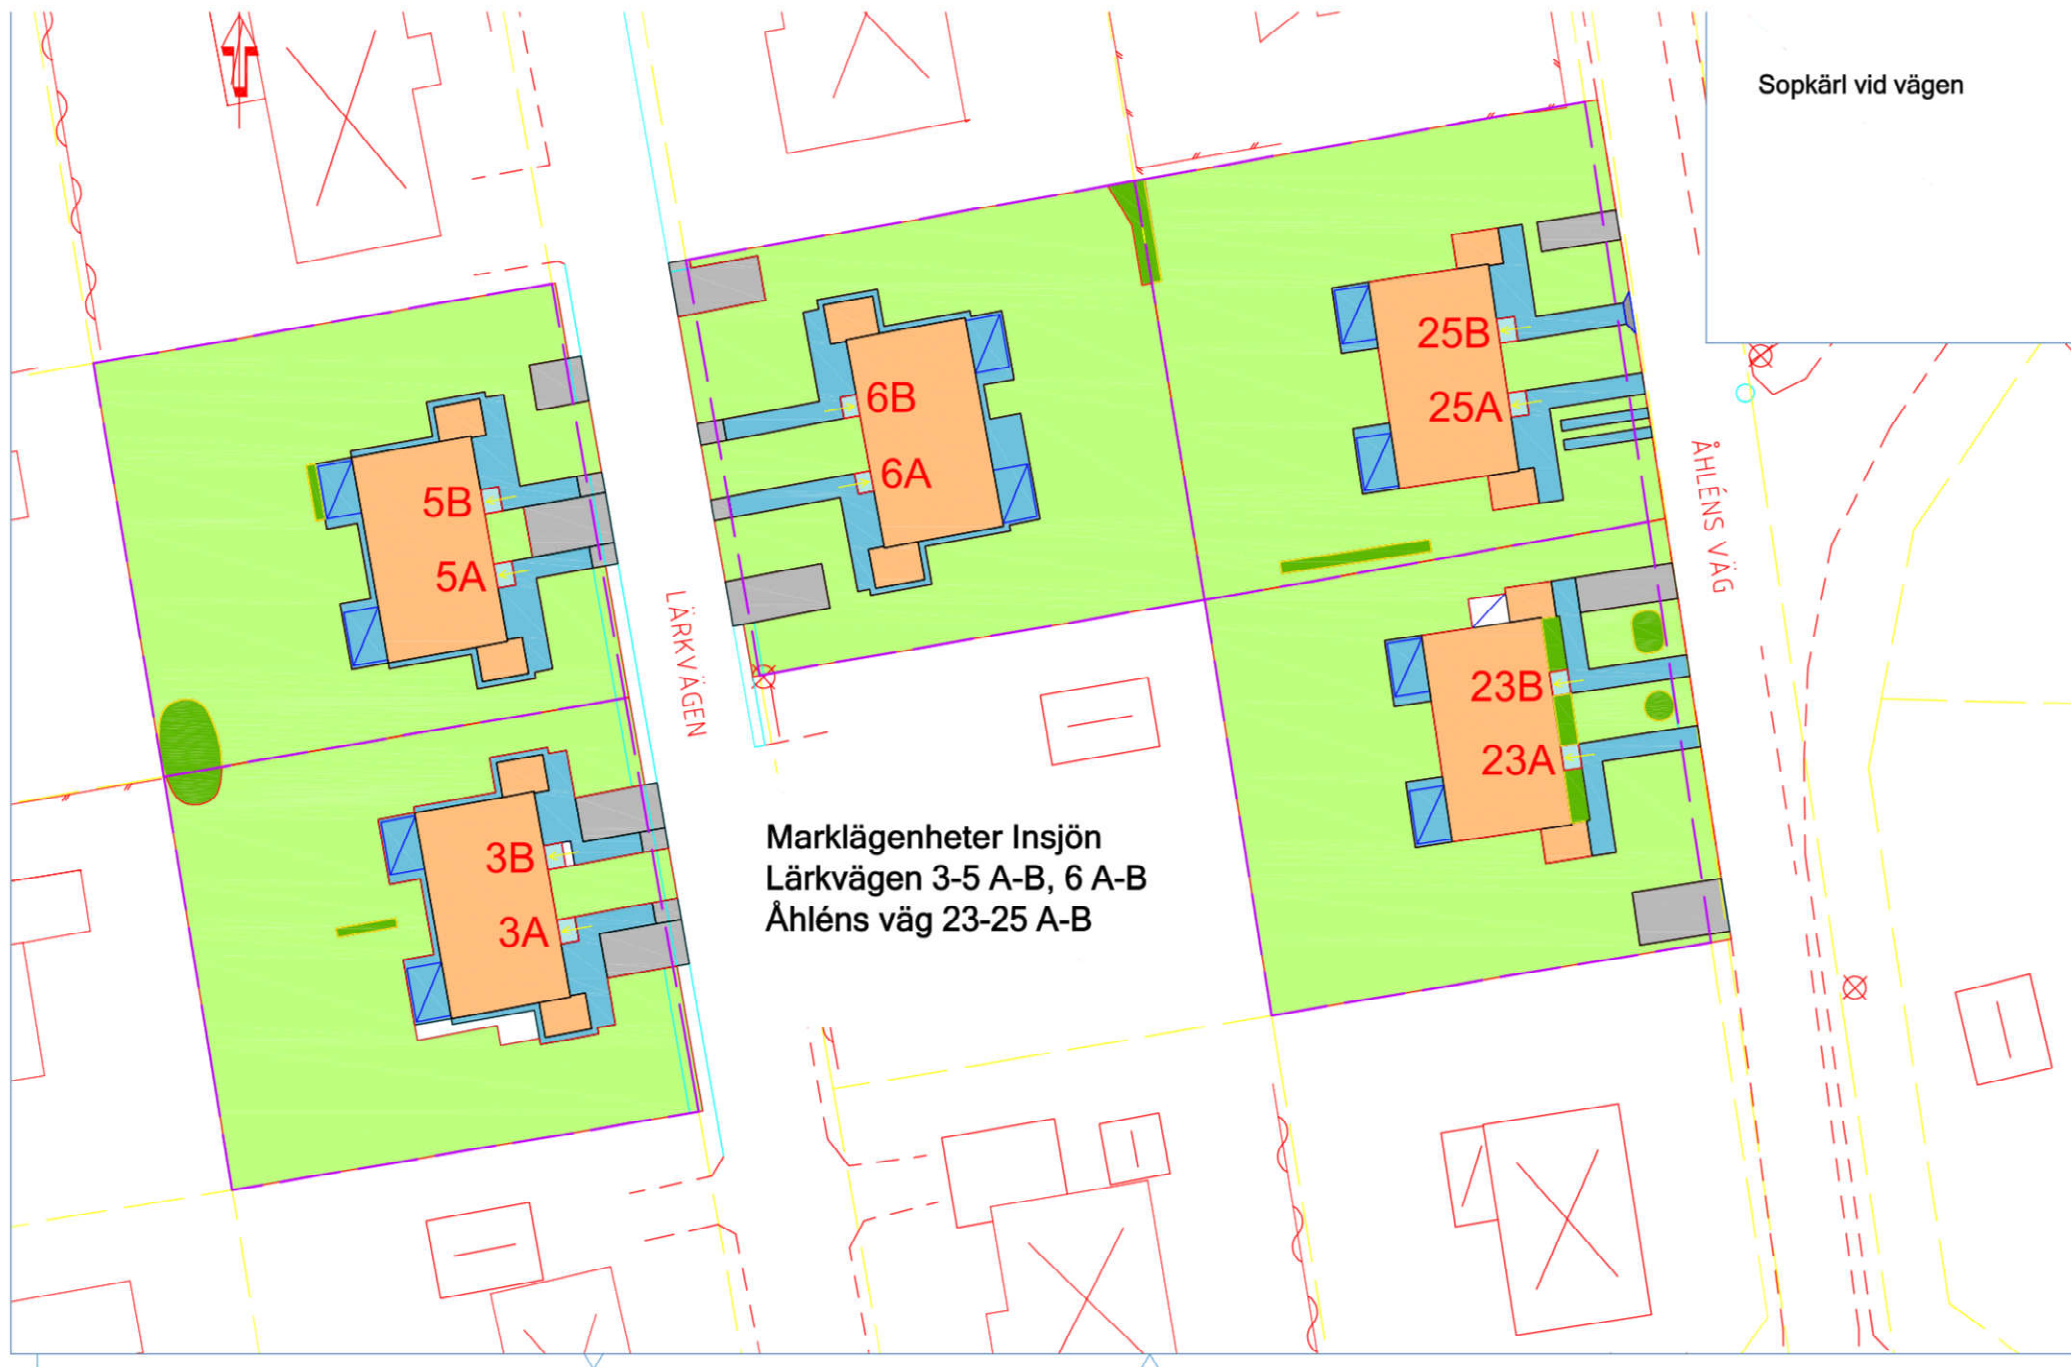 Sopkärl vid vägen
6B
6A
25B
25A
5B
5A
LÄRKVÄGEN
ÅHLÉNS VÄG
23B
23A
3B
3A
Marklägenheter Insjön
Lärkvägen 3-5 A-B, 6 A-B
Åhléns väg 23-25 A-B